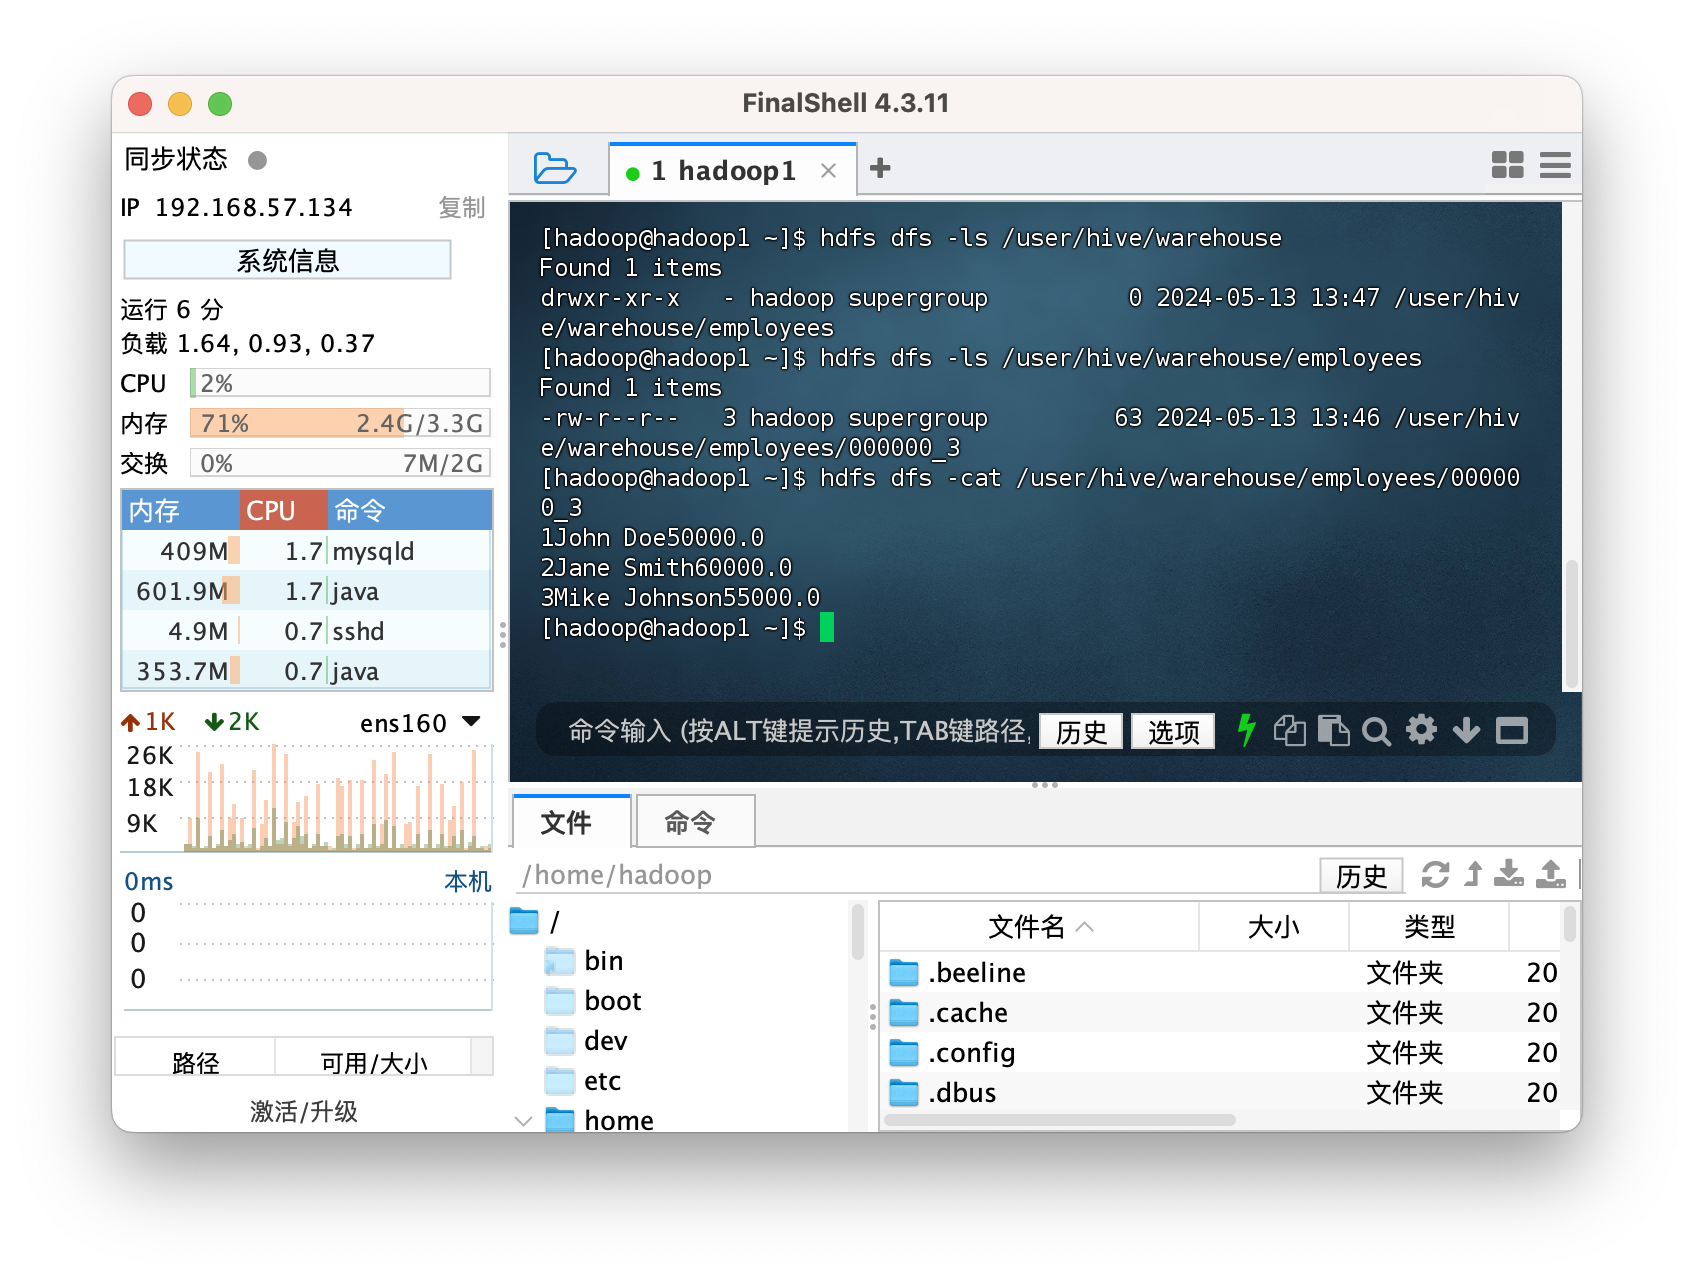 FinalShell 4.3.11
同步状态
IP 192.168.57.134 复制
系统信息
运行 6 分
负载 1.64, 0.93, 0.37
CPU 2%
内存 71% 2.4G/3.3G
交换 0% 7M/2G
内存 CPU 命令
409M 1.7 mysqld
601.9M 1.7 java
4.9M 0.7 sshd
353.7M 0.7 java
1K 2K ens160
26K
18K
9K
0ms 本机
0
0
0
路径 可用/大小
激活/升级
1 hadoop1
[hadoop@hadoop1 ~]$ hdfs dfs -ls /user/hive/warehouse
Found 1 items
drwxr-xr-x   - hadoop supergroup          0 2024-05-13 13:47 /user/hiv
e/warehouse/employees
[hadoop@hadoop1 ~]$ hdfs dfs -ls /user/hive/warehouse/employees
Found 1 items
-rw-r--r--   3 hadoop supergroup         63 2024-05-13 13:46 /user/hiv
e/warehouse/employees/000000_3
[hadoop@hadoop1 ~]$ hdfs dfs -cat /user/hive/warehouse/employees/00000
0_3
1John Doe50000.0
2Jane Smith60000.0
3Mike Johnson55000.0
[hadoop@hadoop1 ~]$
命令输入 (按ALT键提示历史,TAB键路径, 历史 选项
文件 命令
/home/hadoop 历史
/
bin
boot
dev
etc
home
文件名 大小 类型
.beeline 文件夹 20
.cache 文件夹 20
.config 文件夹 20
.dbus 文件夹 20